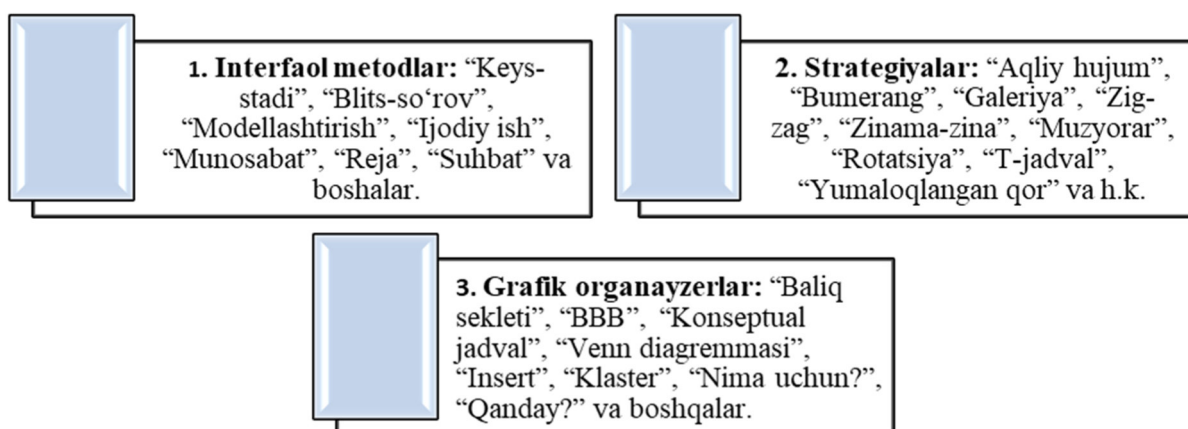 1. Interfaol metodlar: “Keys-
stadi”, “Blits-so‘rov”,
“Modellashtirish”, “Ijodiy ish”,
“Munosabat”, “Reja”, “Suhbat” va
boshalar.
2. Strategiyalar: “Aqliy hujum”,
“Bumerang”, “Galeriya”, “Zig-
zag”, “Zinama-zina”, “Muzyorar”,
“Rotatsiya”, “T-jadval”,
“Yumaloqlangan qor” va h.k.
3. Grafik organayzerlar: “Baliq
sekleti”, “BBB”, “Konseptual
jadval”, “Venn diagremmasi”,
“Insert”, “Klaster”, “Nima uchun?”,
“Qanday?” va boshqalar.